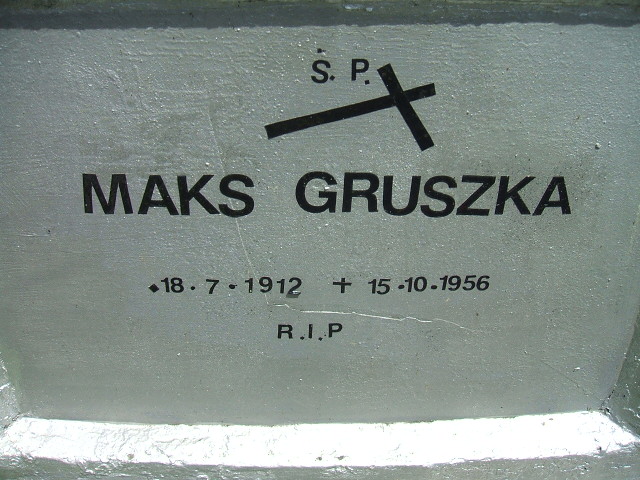 Ṡ. P.
MAKS GRUSZKA
⬥18·7·1912 + 15·10·1956
R.I.P